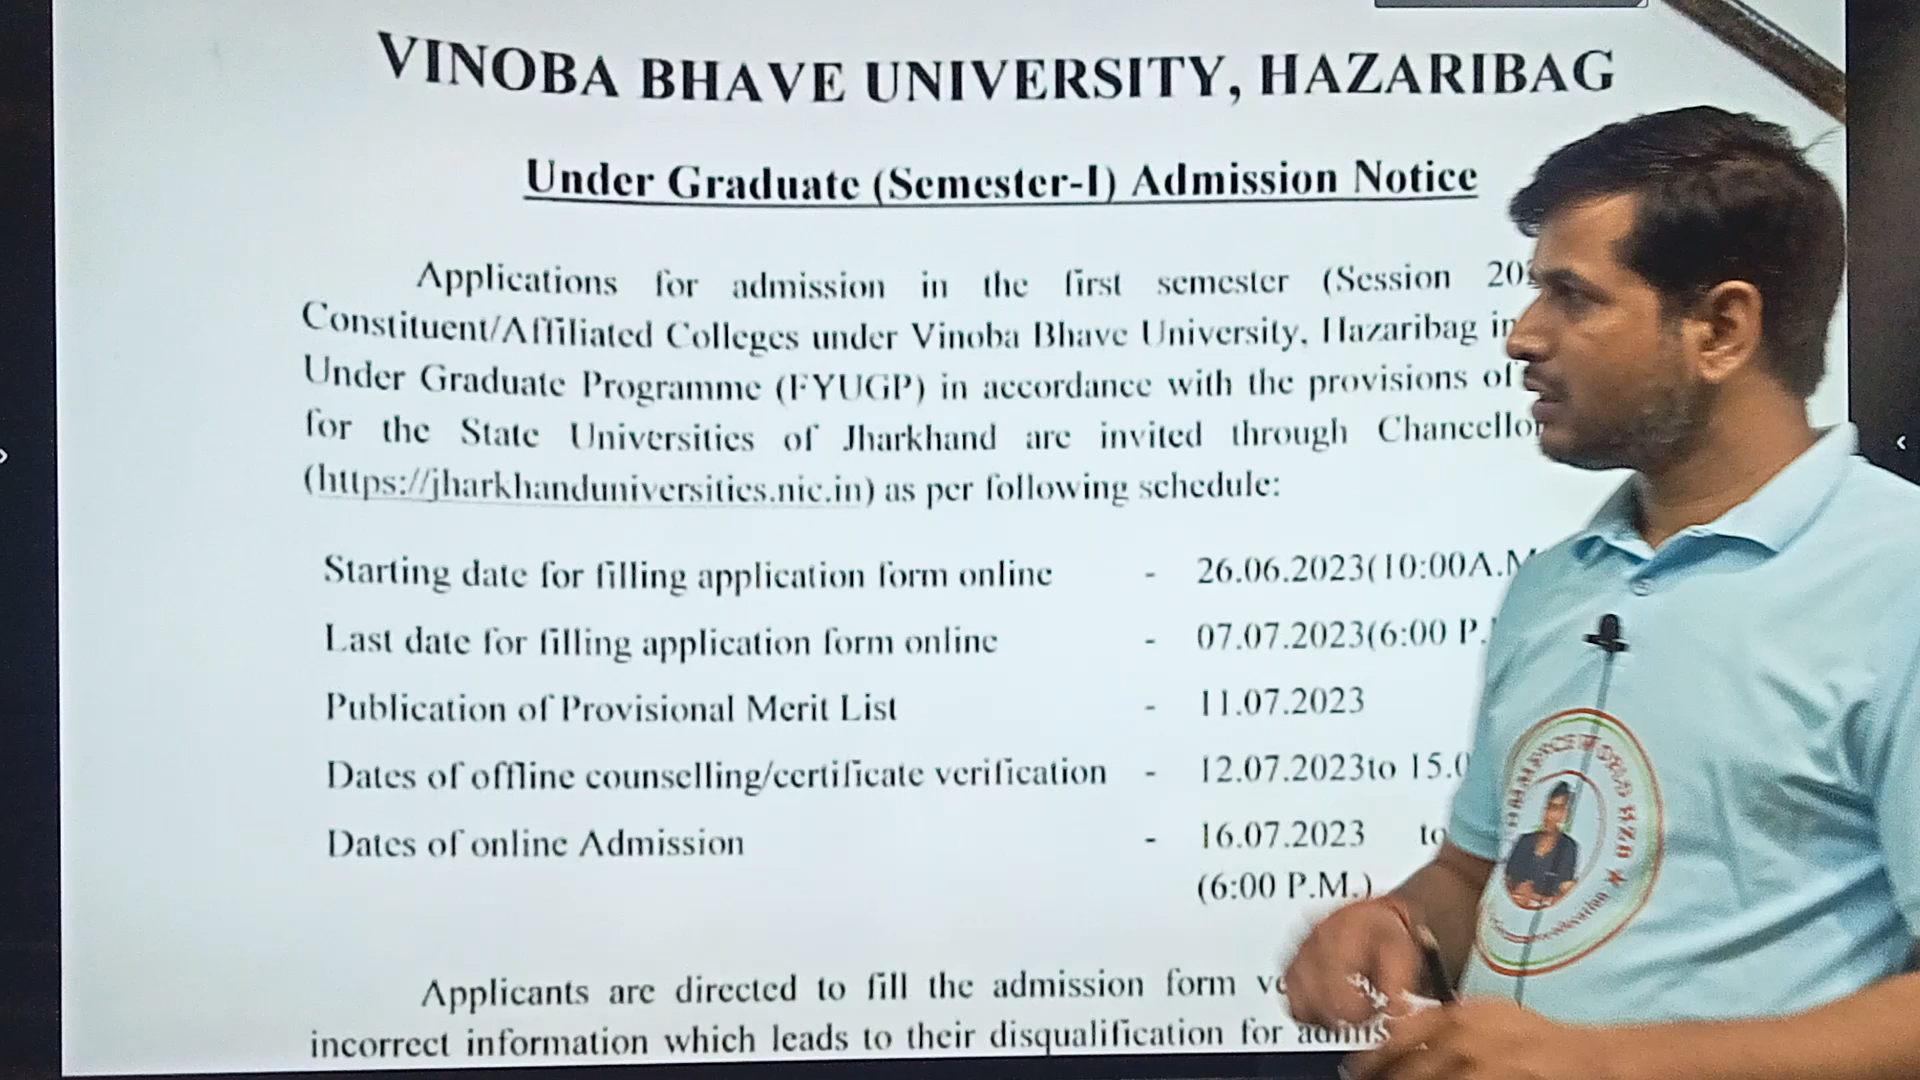 VINOBA BHAVE UNIVERSITY, HAZARIBAG
Under Graduate (Semester-I) Admission Notice
Applications for admission in the first semester (Session
Constituent/Affiliated Colleges under Vinoba Bhave University, Hazaribag in
Under Graduate Programme (FYUGP) in accordance with the provisions of
for the State Universities of Jharkhand are invited through
(https://jharkhanduniversities.nic.in) as per following schedule:
Starting date for filling application form online - 26.06.2023(10:00A.M
Last date for filling application form online - 07.07.2023(6:00 P.
Publication of Provisional Merit List - 11.07.2023
Dates of offline counselling/certificate verification - 12.07.2023to 15.0
Dates of online Admission - 16.07.2023 to
(6:00 P.M.)
Applicants are directed to fill the admission form
incorrect information which leads to their disqualification for